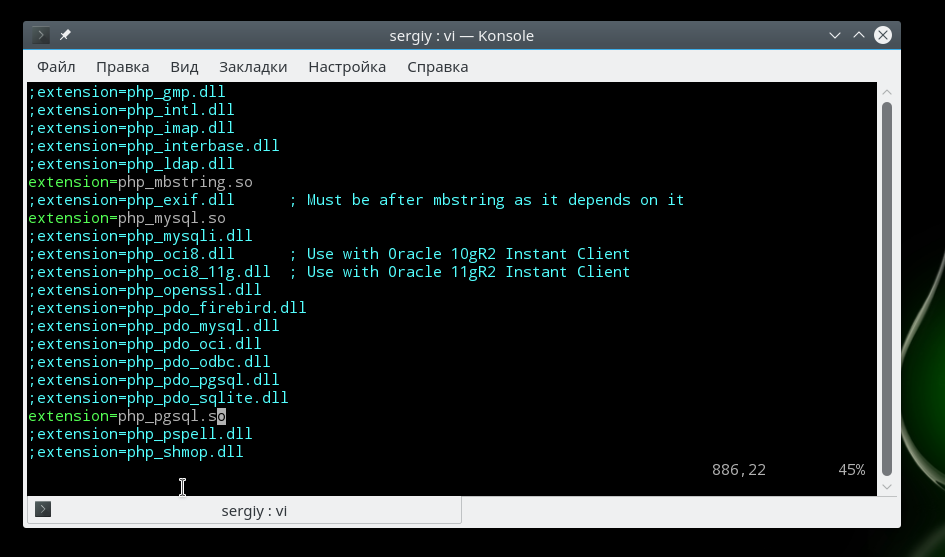 sergiy : vi — Konsole
Файл Правка Вид Закладки Настройка Справка
;extension=php_gmp.dll
;extension=php_intl.dll
;extension=php_imap.dll
;extension=php_interbase.dll
;extension=php_ldap.dll
extension=php_mbstring.so
;extension=php_exif.dll      ; Must be after mbstring as it depends on it
extension=php_mysql.so
;extension=php_mysqli.dll
;extension=php_oci8.dll      ; Use with Oracle 10gR2 Instant Client
;extension=php_oci8_11g.dll  ; Use with Oracle 11gR2 Instant Client
;extension=php_openssl.dll
;extension=php_pdo_firebird.dll
;extension=php_pdo_mysql.dll
;extension=php_pdo_oci.dll
;extension=php_pdo_odbc.dll
;extension=php_pdo_pgsql.dll
;extension=php_pdo_sqlite.dll
extension=php_pgsql.so
;extension=php_pspell.dll
;extension=php_shmop.dll
886,22        45%
sergiy : vi